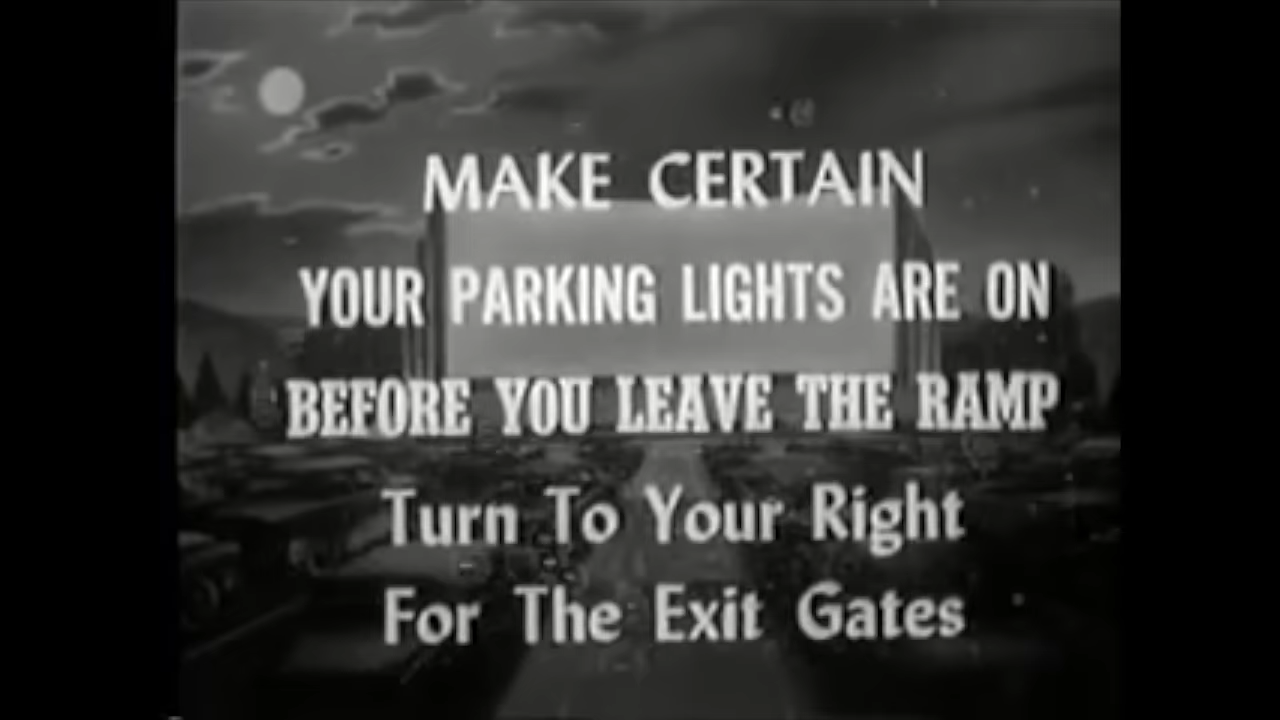 MAKE CERTAIN
YOUR PARKING LIGHTS ARE ON
BEFORE YOU LEAVE THE RAMP
Turn To Your Right
For The Exit Gates